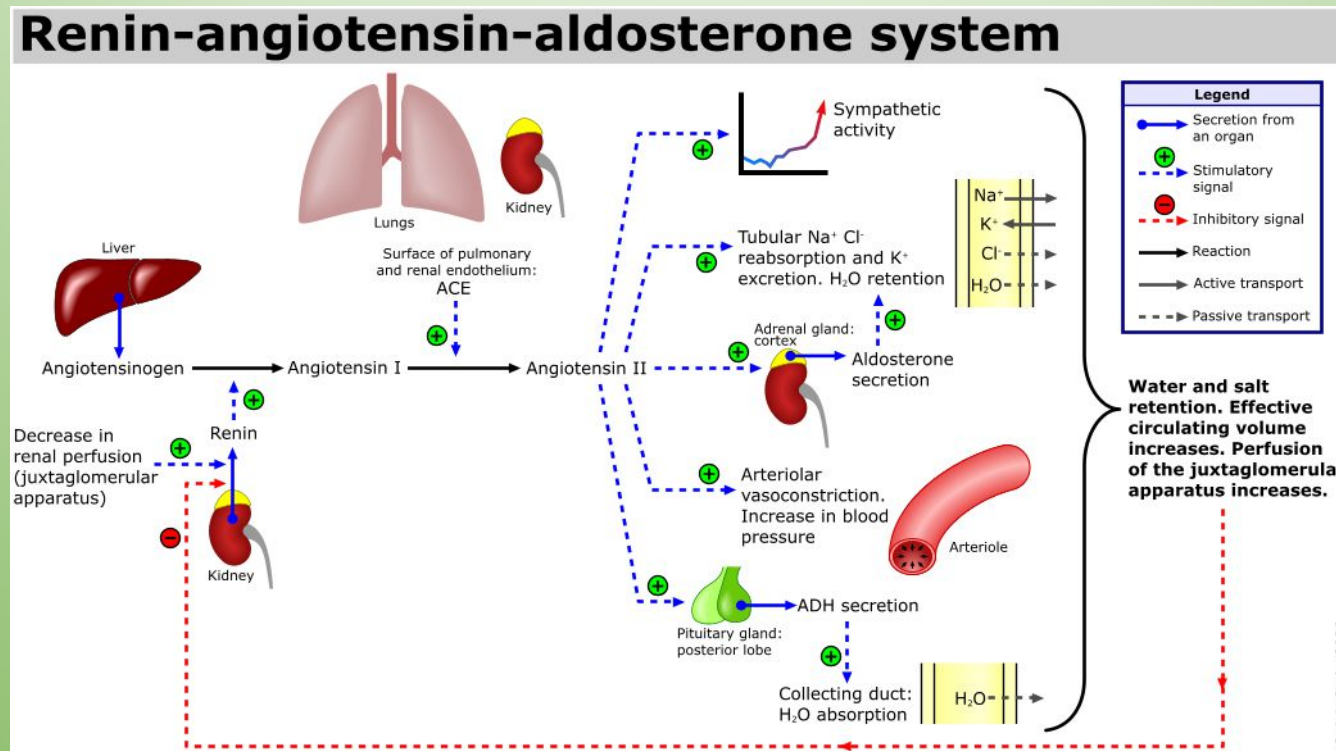 Renin-angiotensin-aldosterone system
Lungs
Kidney
Liver
Surface of pulmonary
and renal endothelium:
ACE
+
Angiotensinogen
Angiotensin I
Angiotensin II
+
Renin
Decrease in
renal perfusion
(juxtaglomerular
apparatus)
+
−
Kidney
+
Sympathetic
activity
+
Tubular Na⁺ Cl⁻
reabsorption and K⁺
excretion. H₂O retention
+
+
Adrenal gland:
cortex
Aldosterone
secretion
+
Arteriolar
vasoconstriction.
Increase in blood
pressure
Arteriole
+
Pituitary gland:
posterior lobe
ADH secretion
+
Collecting duct:
H₂O absorption
H₂O
Na⁺
K⁺
Cl⁻
H₂O
Legend
Secretion from
an organ
+
Stimulatory
signal
−
Inhibitory signal
Reaction
Active transport
Passive transport
Water and salt
retention. Effective
circulating volume
increases. Perfusion
of the juxtaglomerular
apparatus increases.